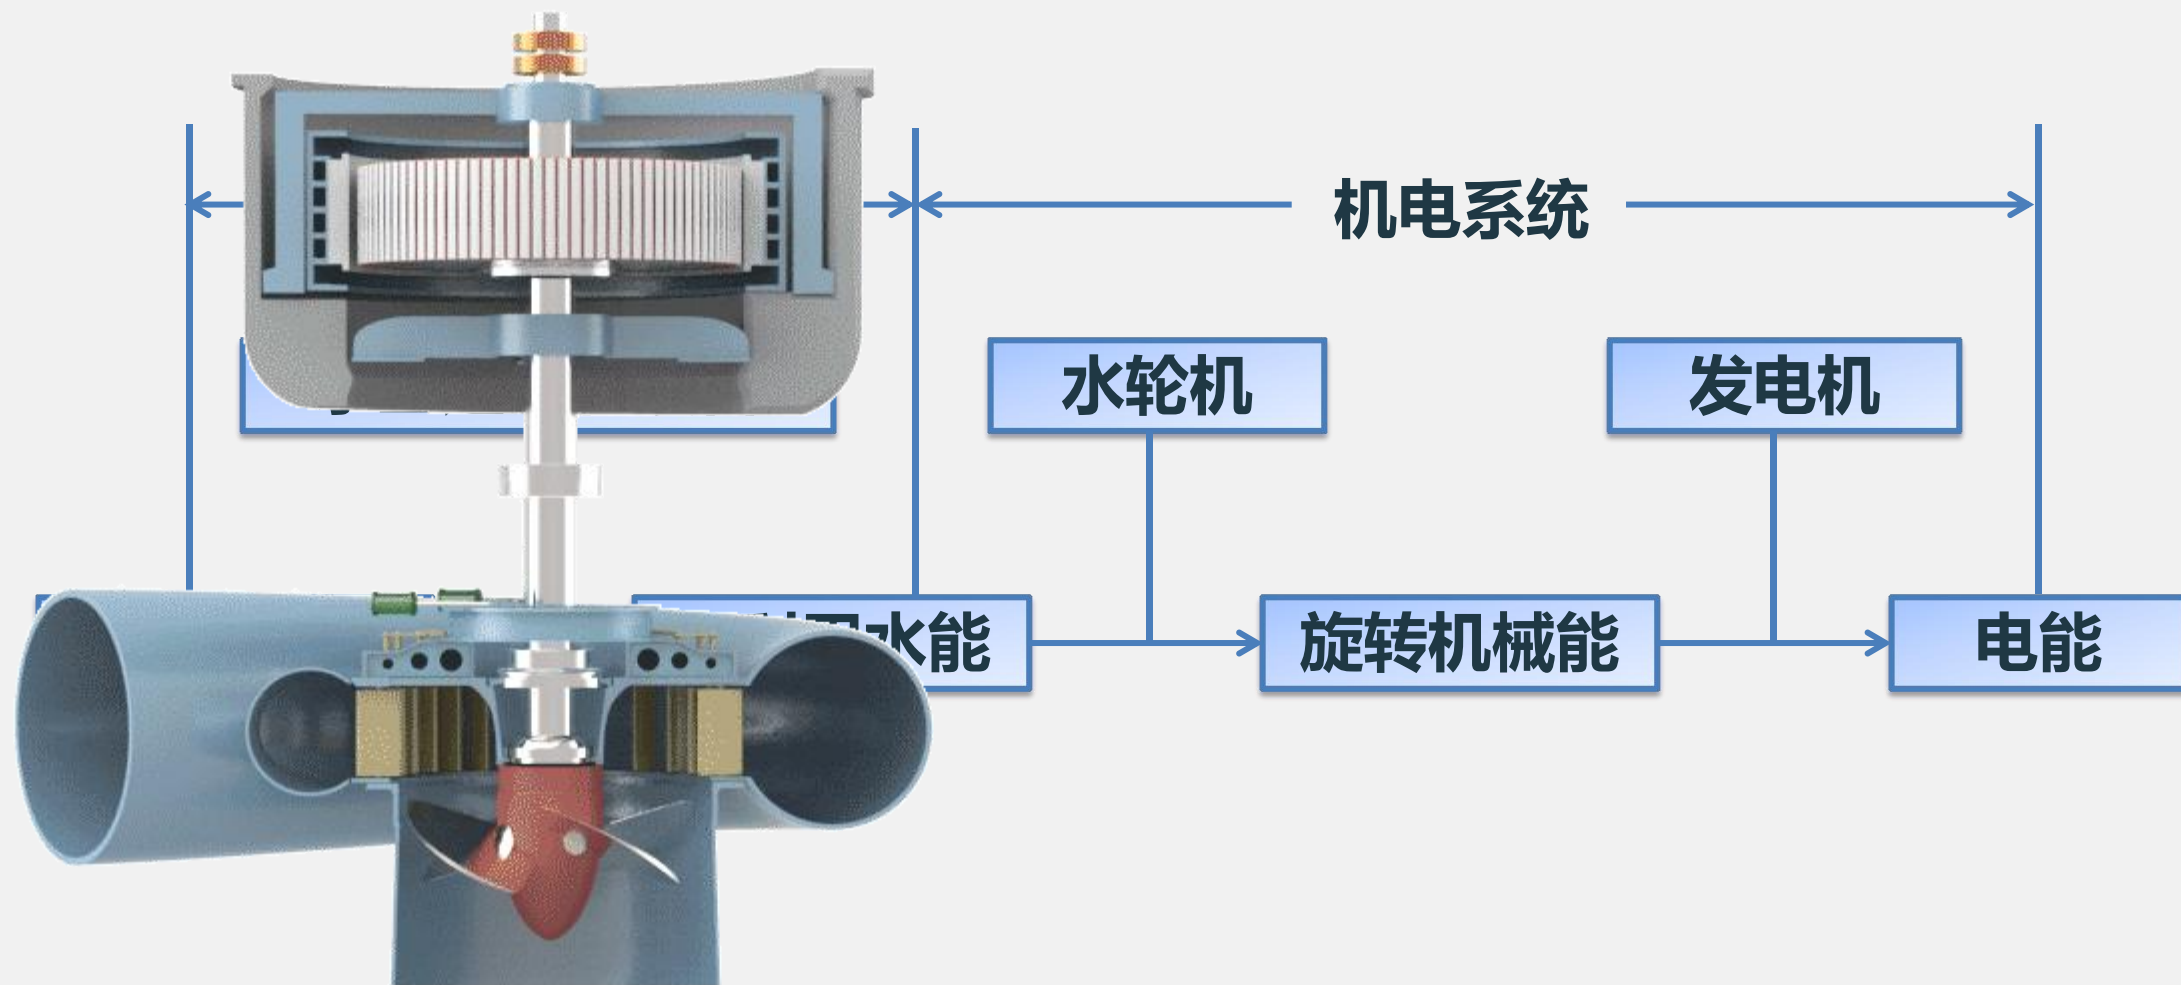 机电系统
水轮机
发电机
水能
旋转机械能
电能